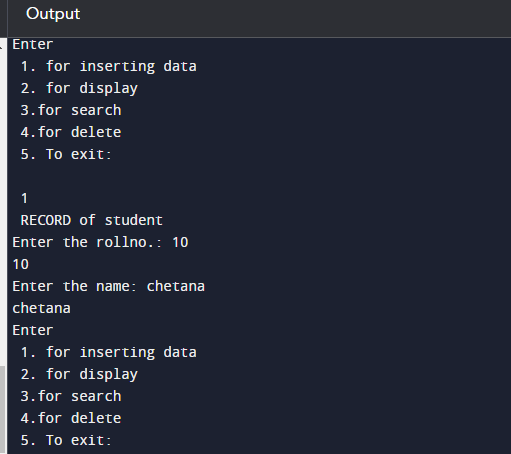 Output
Enter
1. for inserting data
2. for display
3.for search
4.for delete
5. To exit:
1
RECORD of student
Enter the rollno.: 10
10
Enter the name: chetana
chetana
Enter
1. for inserting data
2. for display
3.for search
4.for delete
5. To exit: